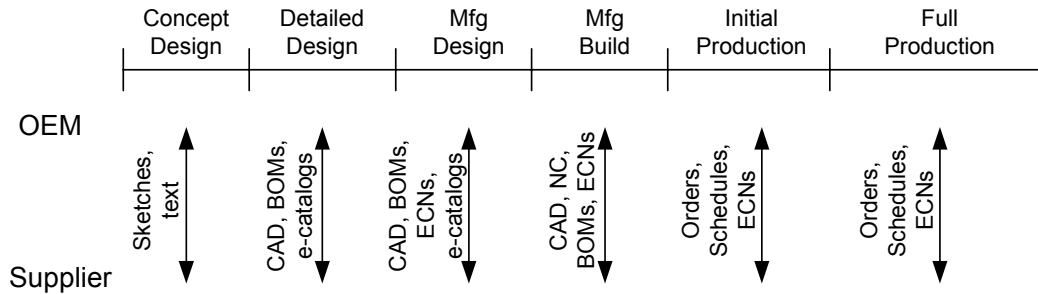 Concept
Design
Detailed
Design
Mfg
Design
Mfg
Build
Initial
Production
Full
Production
OEM
Sketches,
text
CAD, BOMs,
e-catalogs
CAD, BOMs,
ECNs,
e-catalogs
CAD, NC,
BOMs, ECNs
Orders,
Schedules,
ECNs
Orders,
Schedules,
ECNs
Supplier